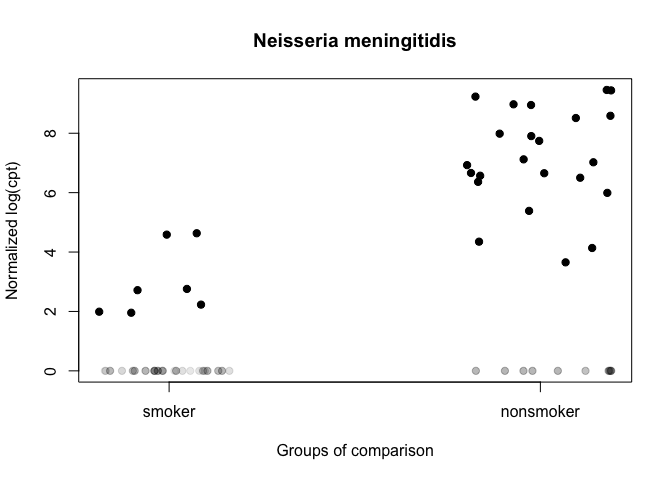 Neisseria meningitidis
Normalized log(cpt)
8
6
4
2
0
smoker
nonsmoker
Groups of comparison